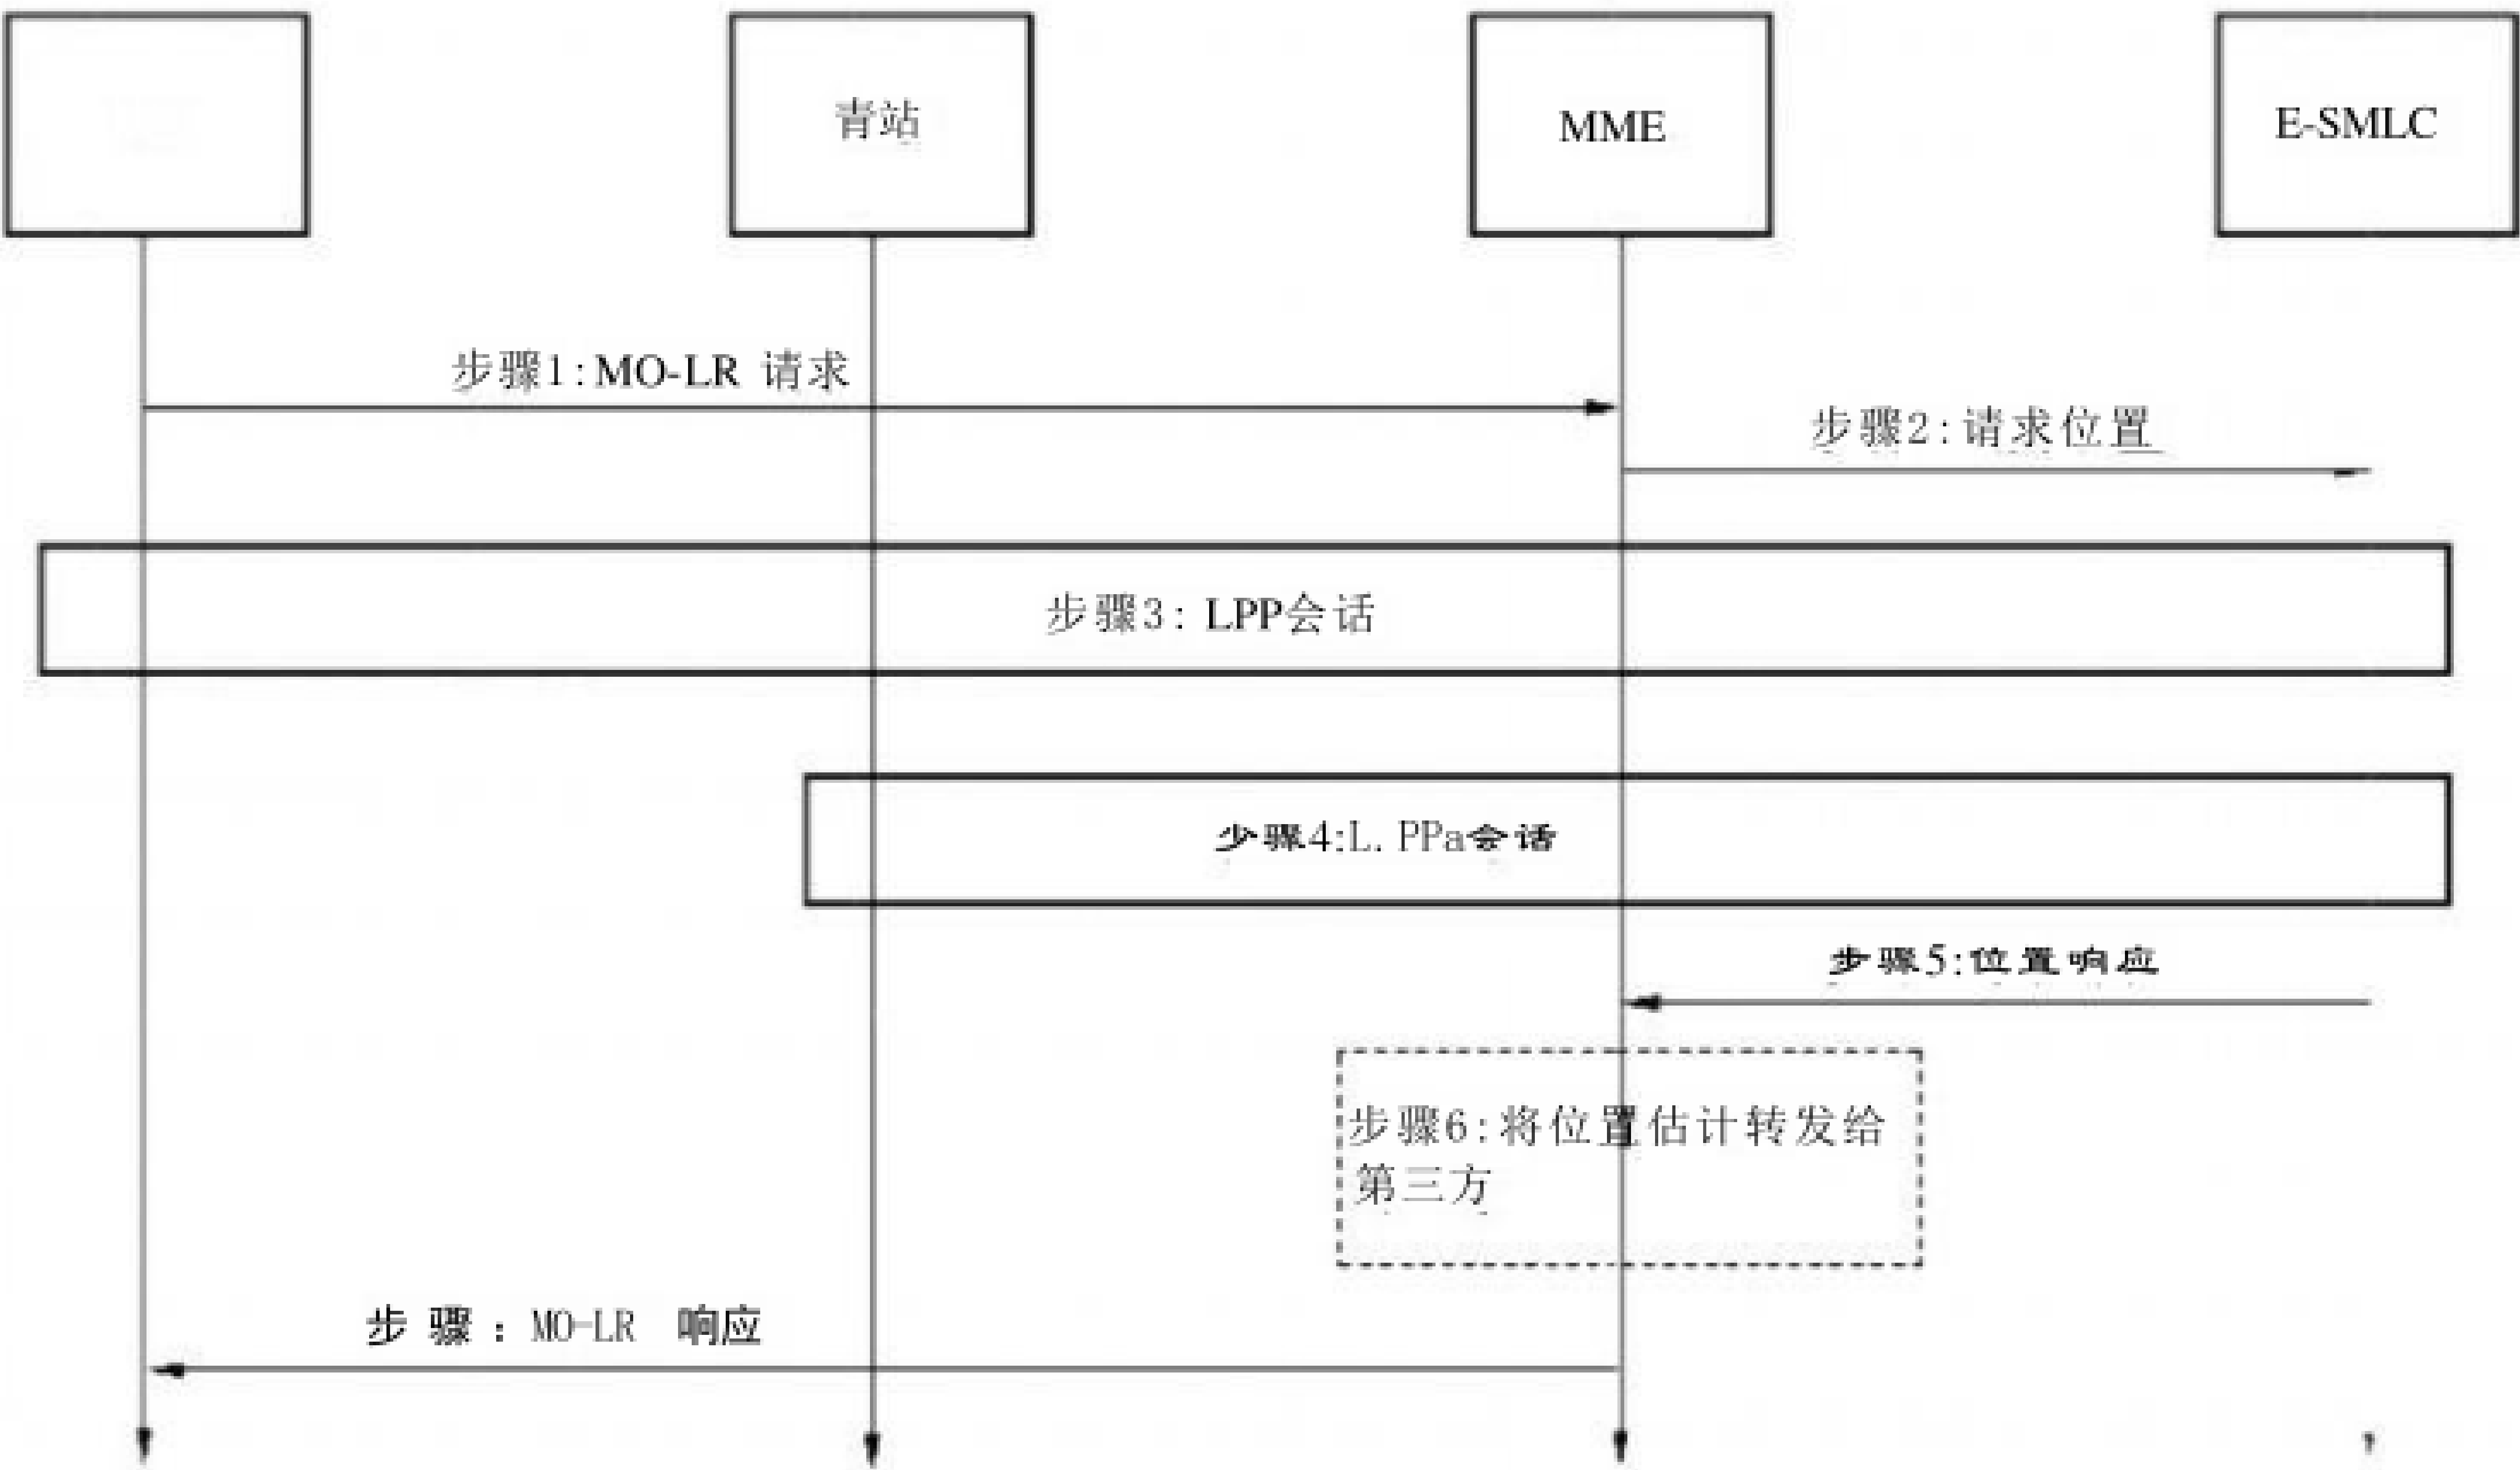 青站
MME
E-SMLC
步骤1:MO-LR 请求
步骤2:请求位置
步骤3: LPP会话
少骤4:L. PPa会话
步骤5:位置响应
步骤6:将位置估计转发给
第三方
步 骤 : MO-LR 响应